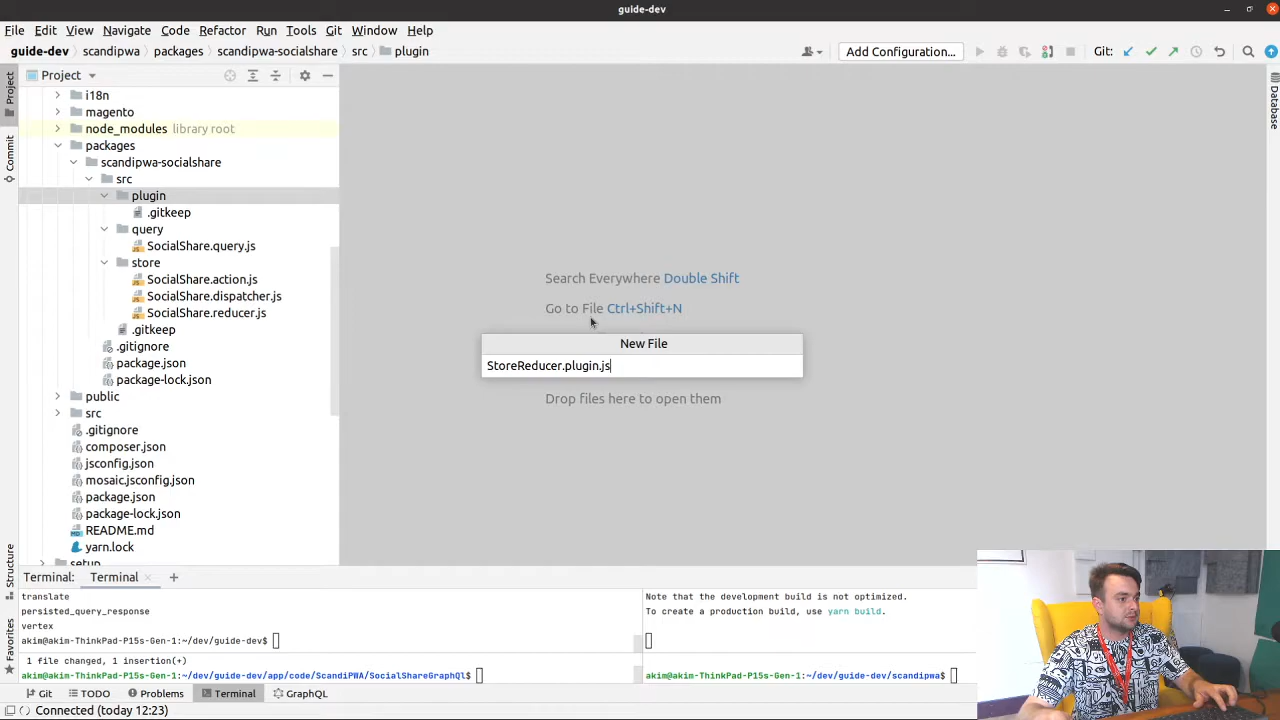 guide-dev
File Edit View Navigate Code Refactor Run Tools Git Window Help
guide-dev scandipwa packages scandipwa-socialshare src plugin
Add Configuration...
Git:
Project
i18n
magento
node_modules library root
packages
scandipwa-socialshare
src
plugin
.gitkeep
query
SocialShare.query.js
store
SocialShare.action.js
SocialShare.dispatcher.js
SocialShare.reducer.js
.gitkeep
.gitignore
package.json
package-lock.json
public
src
.gitignore
composer.json
jsconfig.json
mosaic.jsconfig.json
package.json
package-lock.json
README.md
yarn.lock
setup
Project
Commit
Structure
Favorites
Database
Search Everywhere Double Shift
Go to File Ctrl+Shift+N
New File
StoreReducer.plugin.js
Drop files here to open them
Terminal: Terminal
translate
persisted_query_response
vertex
akim@akim-ThinkPad-P15s-Gen-1:~/dev/guide-dev$
1 file changed, 1 insertion(+)
akim@akim-ThinkPad-P15s-Gen-1:~/dev/guide-dev/app/code/ScandiPWA/SocialShareGraphQl$
Note that the development build is not optimized.
To create a production build, use yarn build.
akim@akim-ThinkPad-P15s-Gen-1:~/dev/guide-dev/scandipwa$
Git TODO Problems Terminal GraphQL
Connected (today 12:23)